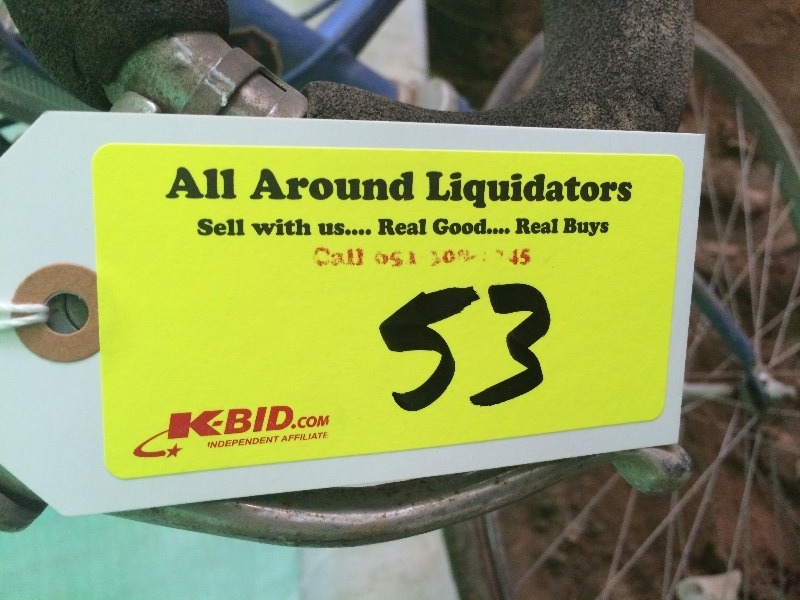 All Around Liquidators
Sell with us.... Real Good.... Real Buys
Call
53
K-BID.COM
INDEPENDENT AFFILIATE